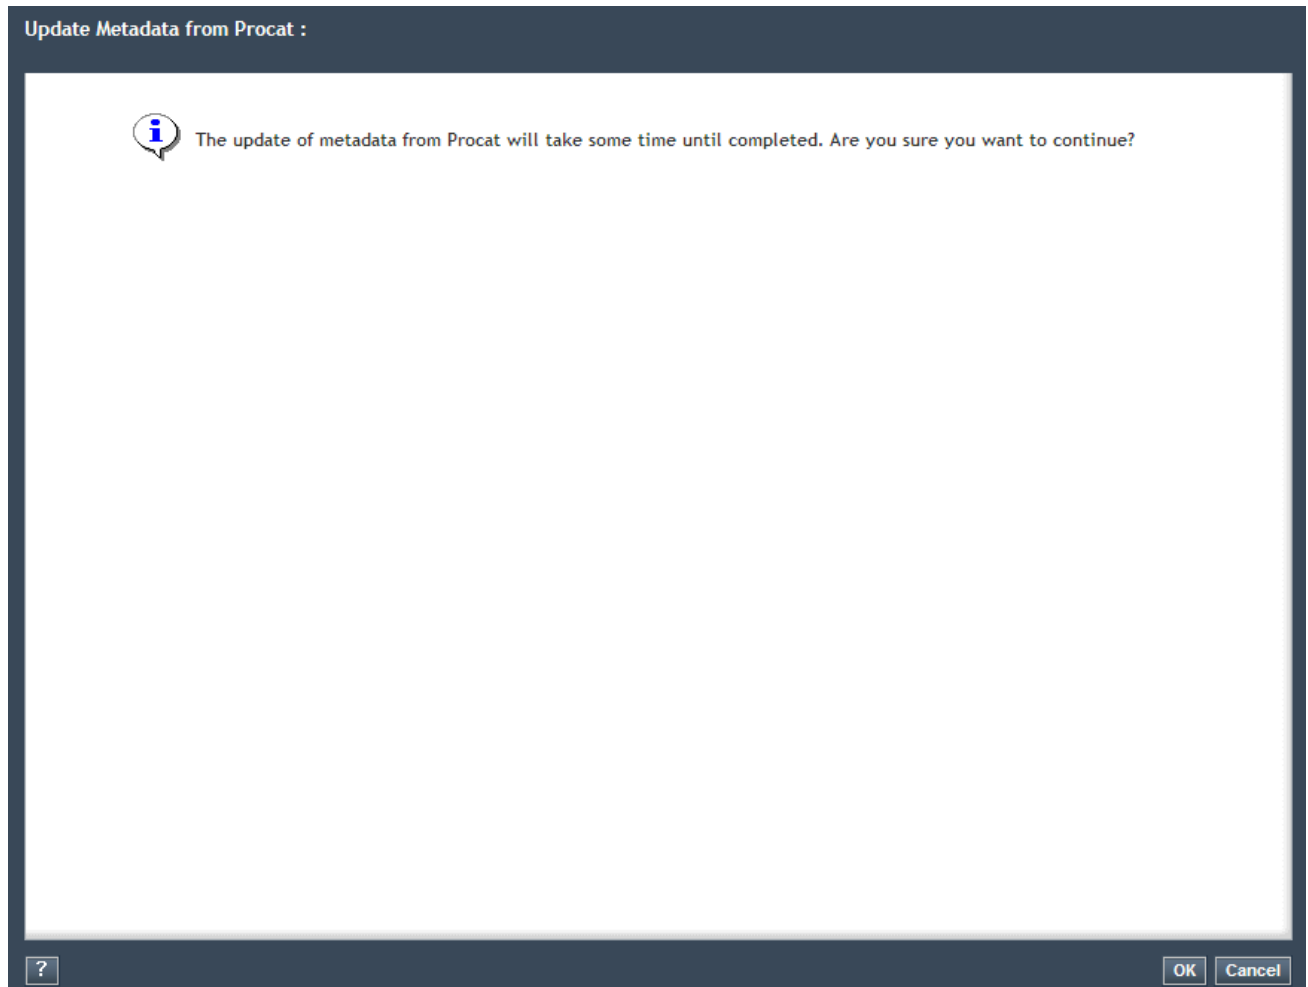 Update Metadata from Procat :
i
The update of metadata from Procat will take some time until completed. Are you sure you want to continue?
?
OK Cancel